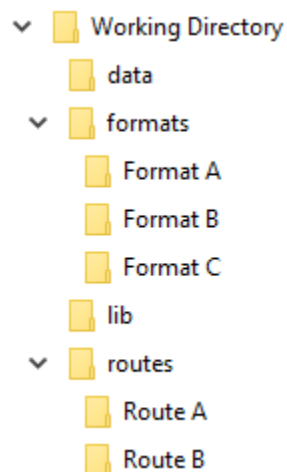 Working Directory
data
formats
Format A
Format B
Format C
lib
routes
Route A
Route B